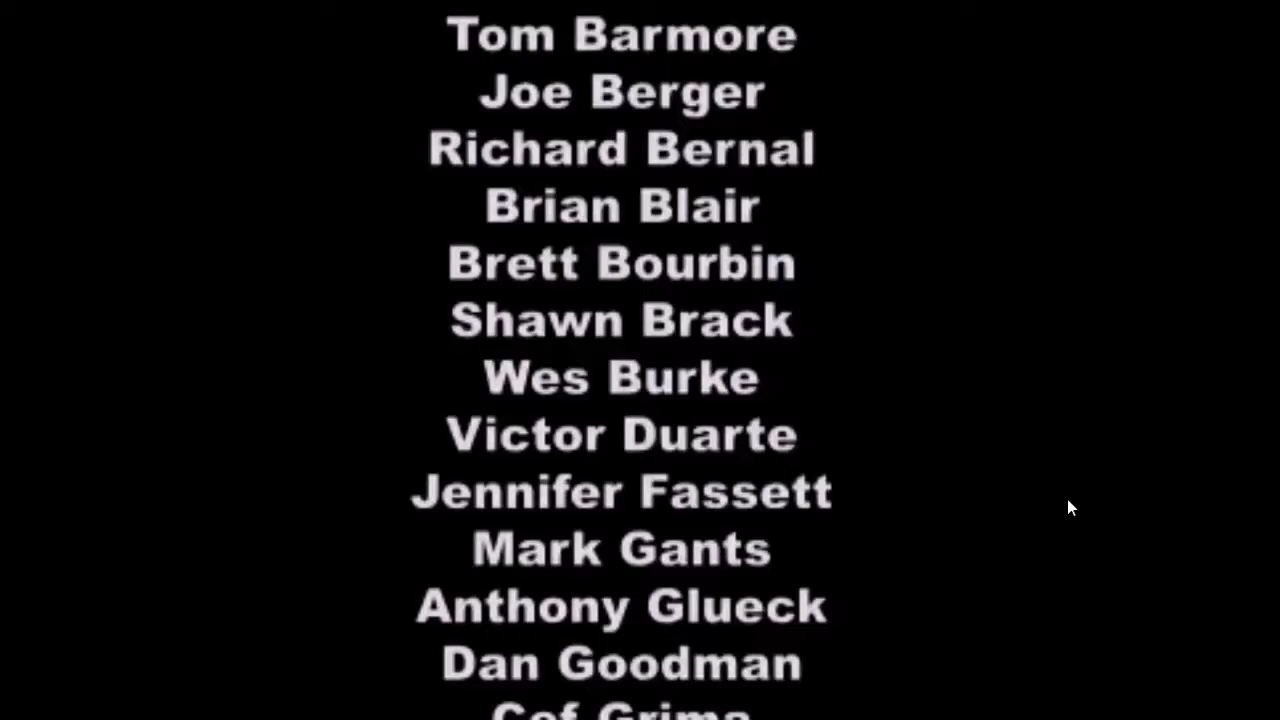 Tom Barmore
Joe Berger
Richard Bernal
Brian Blair
Brett Bourbin
Shawn Brack
Wes Burke
Victor Duarte
Jennifer Fassett
Mark Gants
Anthony Glueck
Dan Goodman